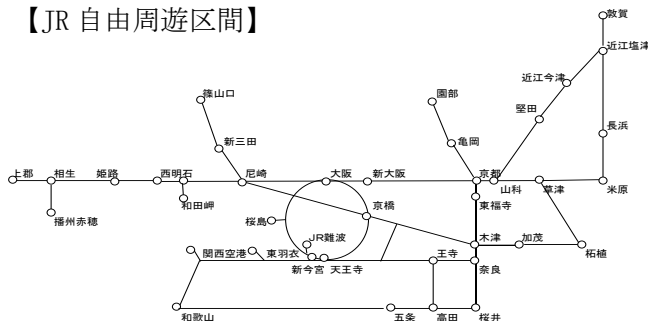 【JR 自由周遊区間】
敦賀
近江塩津
近江今津
篠山口
園部
堅田
新三田
亀岡
長浜
上郡
相生
姫路
西明石
尼崎
大阪
新大阪
京都
山科
草津
米原
和田岬
播州赤穂
京橋
東福寺
桜島
JR難波
木津
加茂
柘植
関西空港
東羽衣
新今宮
天王寺
王寺
奈良
和歌山
五条
高田
桜井